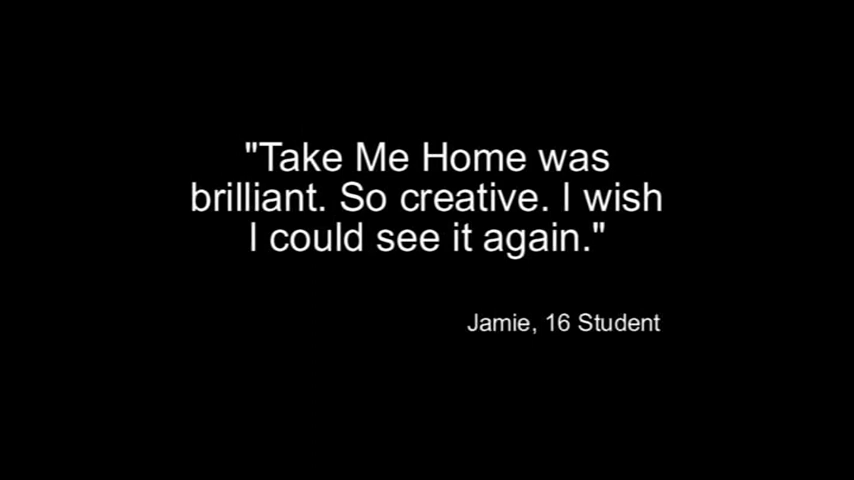 "Take Me Home was
brilliant. So creative. I wish
I could see it again."
Jamie, 16 Student